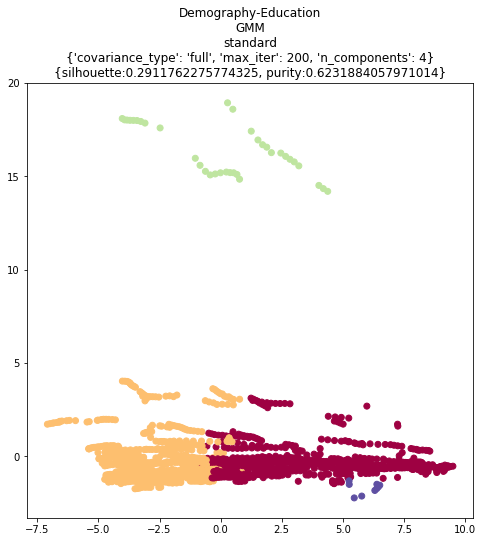 Demography-Education
GMM
standard
{'covariance_type': 'full', 'max_iter': 200, 'n_components': 4}
{silhouette:0.2911762275774325, purity:0.6231884057971014}
20
15
10
5
0
−7.5 −5.0 −2.5 0.0 2.5 5.0 7.5 10.0